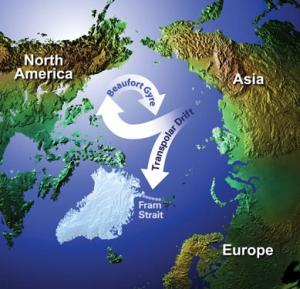 North
America
Asia
Beaufort Gyre
Transpolar Drift
Fram
Strait
Europe